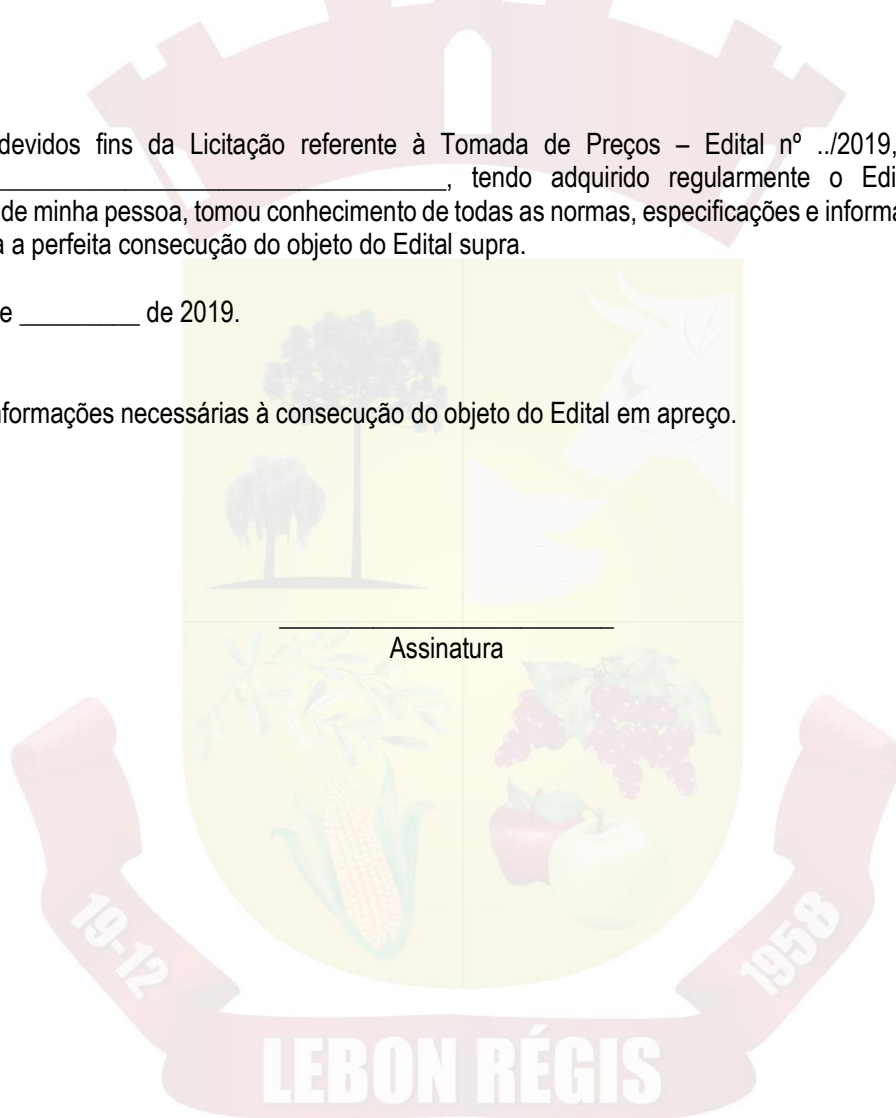 devidos fins da Licitação referente à Tomada de Preços – Edital nº ../2019,
_________________________________, tendo adquirido regularmente o Edi
de minha pessoa, tomou conhecimento de todas as normas, especificações e informa
a a perfeita consecução do objeto do Edital supra.
e _________ de 2019.
nformações necessárias à consecução do objeto do Edital em apreço.
_________________________
Assinatura
19-12
1958
LEBON RÉGIS